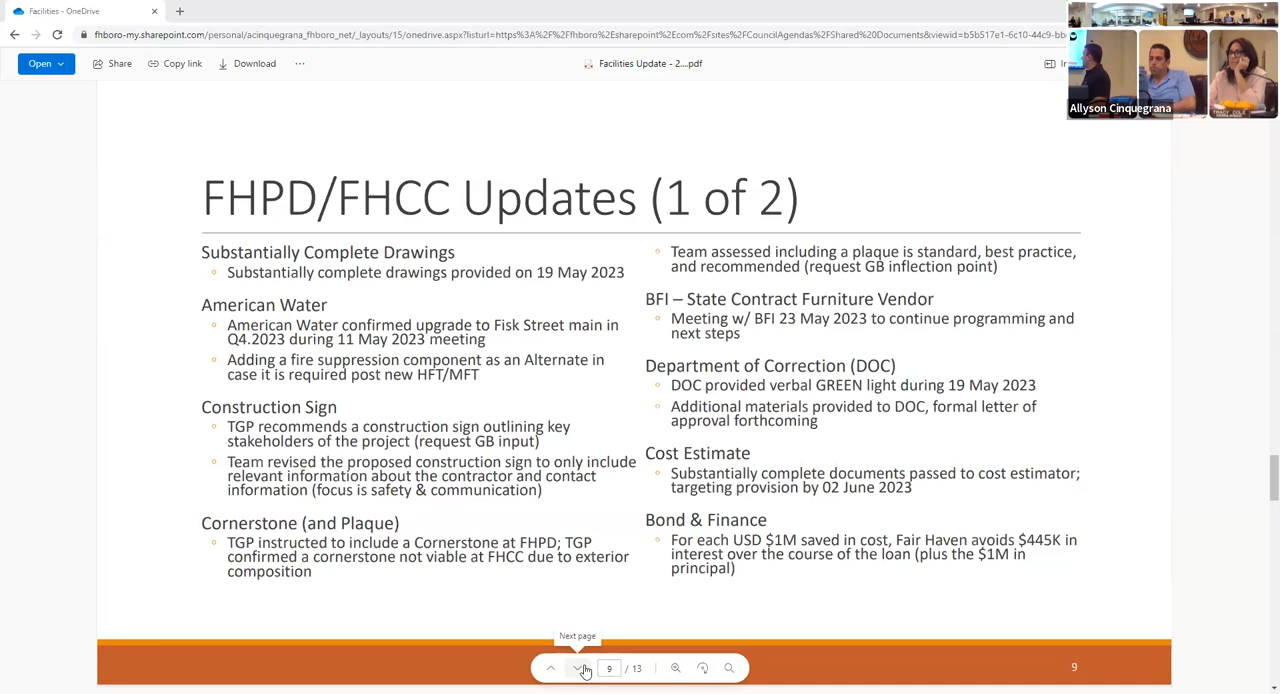 Facilities - OneDrive
fhboro-my.sharepoint.com/personal/acinquegrana_fhboro_net/_layouts/15/onedrive.aspx?listurl=https%3A%2F%2Ffhboro%2Esharepoint%2Ecom%2Fsites%2FCouncilAgendas%2FShared%20Documents&viewid=b5b517e1-6c10-44c9-bb
Open
Share
Copy link
Download
Facilities Update - 2....pdf
Allyson Cinquegrana
TRACY COLE
FHPD/FHCC Updates (1 of 2)
Substantially Complete Drawings
Substantially complete drawings provided on 19 May 2023
American Water
American Water confirmed upgrade to Fisk Street main in
Q4.2023 during 11 May 2023 meeting
Adding a fire suppression component as an Alternate in
case it is required post new HFT/MFT
Construction Sign
TGP recommends a construction sign outlining key
stakeholders of the project (request GB input)
Team revised the proposed construction sign to only include
relevant information about the contractor and contact
information (focus is safety & communication)
Cornerstone (and Plaque)
TGP instructed to include a Cornerstone at FHPD; TGP
confirmed a cornerstone not viable at FHCC due to exterior
composition
Team assessed including a plaque is standard, best practice,
and recommended (request GB inflection point)
BFI – State Contract Furniture Vendor
Meeting w/ BFI 23 May 2023 to continue programming and
next steps
Department of Correction (DOC)
DOC provided verbal GREEN light during 19 May 2023
Additional materials provided to DOC, formal letter of
approval forthcoming
Cost Estimate
Substantially complete documents passed to cost estimator;
targeting provision by 02 June 2023
Bond & Finance
For each USD $1M saved in cost, Fair Haven avoids $445K in
interest over the course of the loan (plus the $1M in
principal)
Next page
9 / 13
9